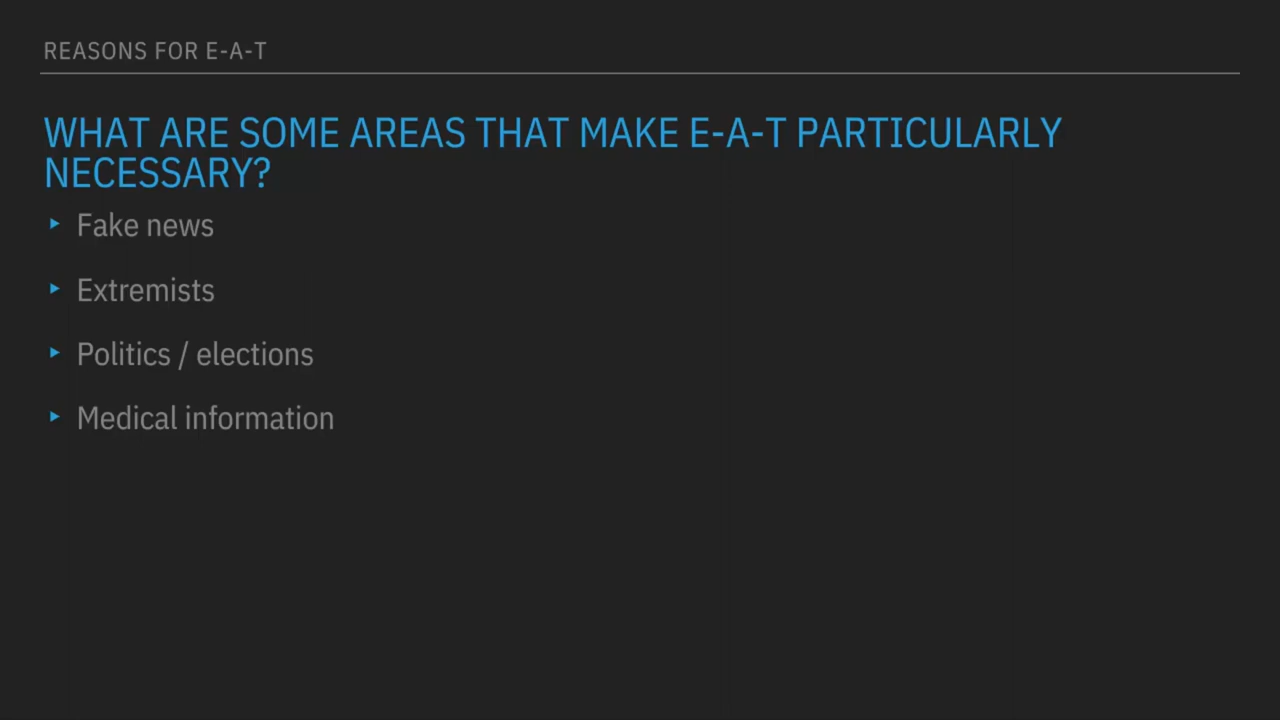 REASONS FOR E-A-T
WHAT ARE SOME AREAS THAT MAKE E-A-T PARTICULARLY
NECESSARY?
‣ Fake news
‣ Extremists
‣ Politics / elections
‣ Medical information